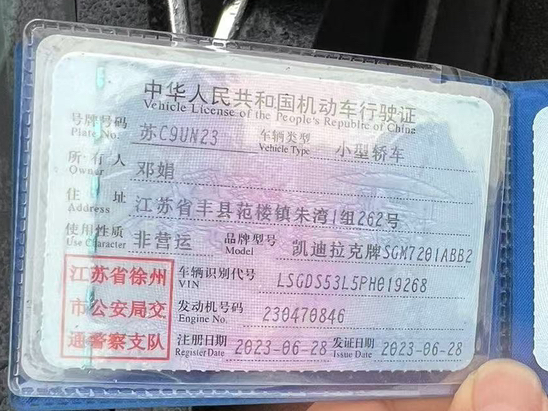 中华人民共和国机动车行驶证
Vehicle License of the People's Republic of China
号牌号码 苏C9UN23 车辆类型 小型轿车
Plate No. Vehicle Type
所有人 邓娟
Owner
住址 江苏省丰县范楼镇朱湾1组262号
Address
使用性质 非营运 品牌型号 凯迪拉克牌SGM7201ABB2
Use Character Model
江苏省徐州
市公安局交
通警察支队
车辆识别代号 LSGDS53L5PH019268
VIN
发动机号码 230470846
Engine No.
注册日期 2023-06-28 发证日期 2023-06-28
Register Date Issue Date